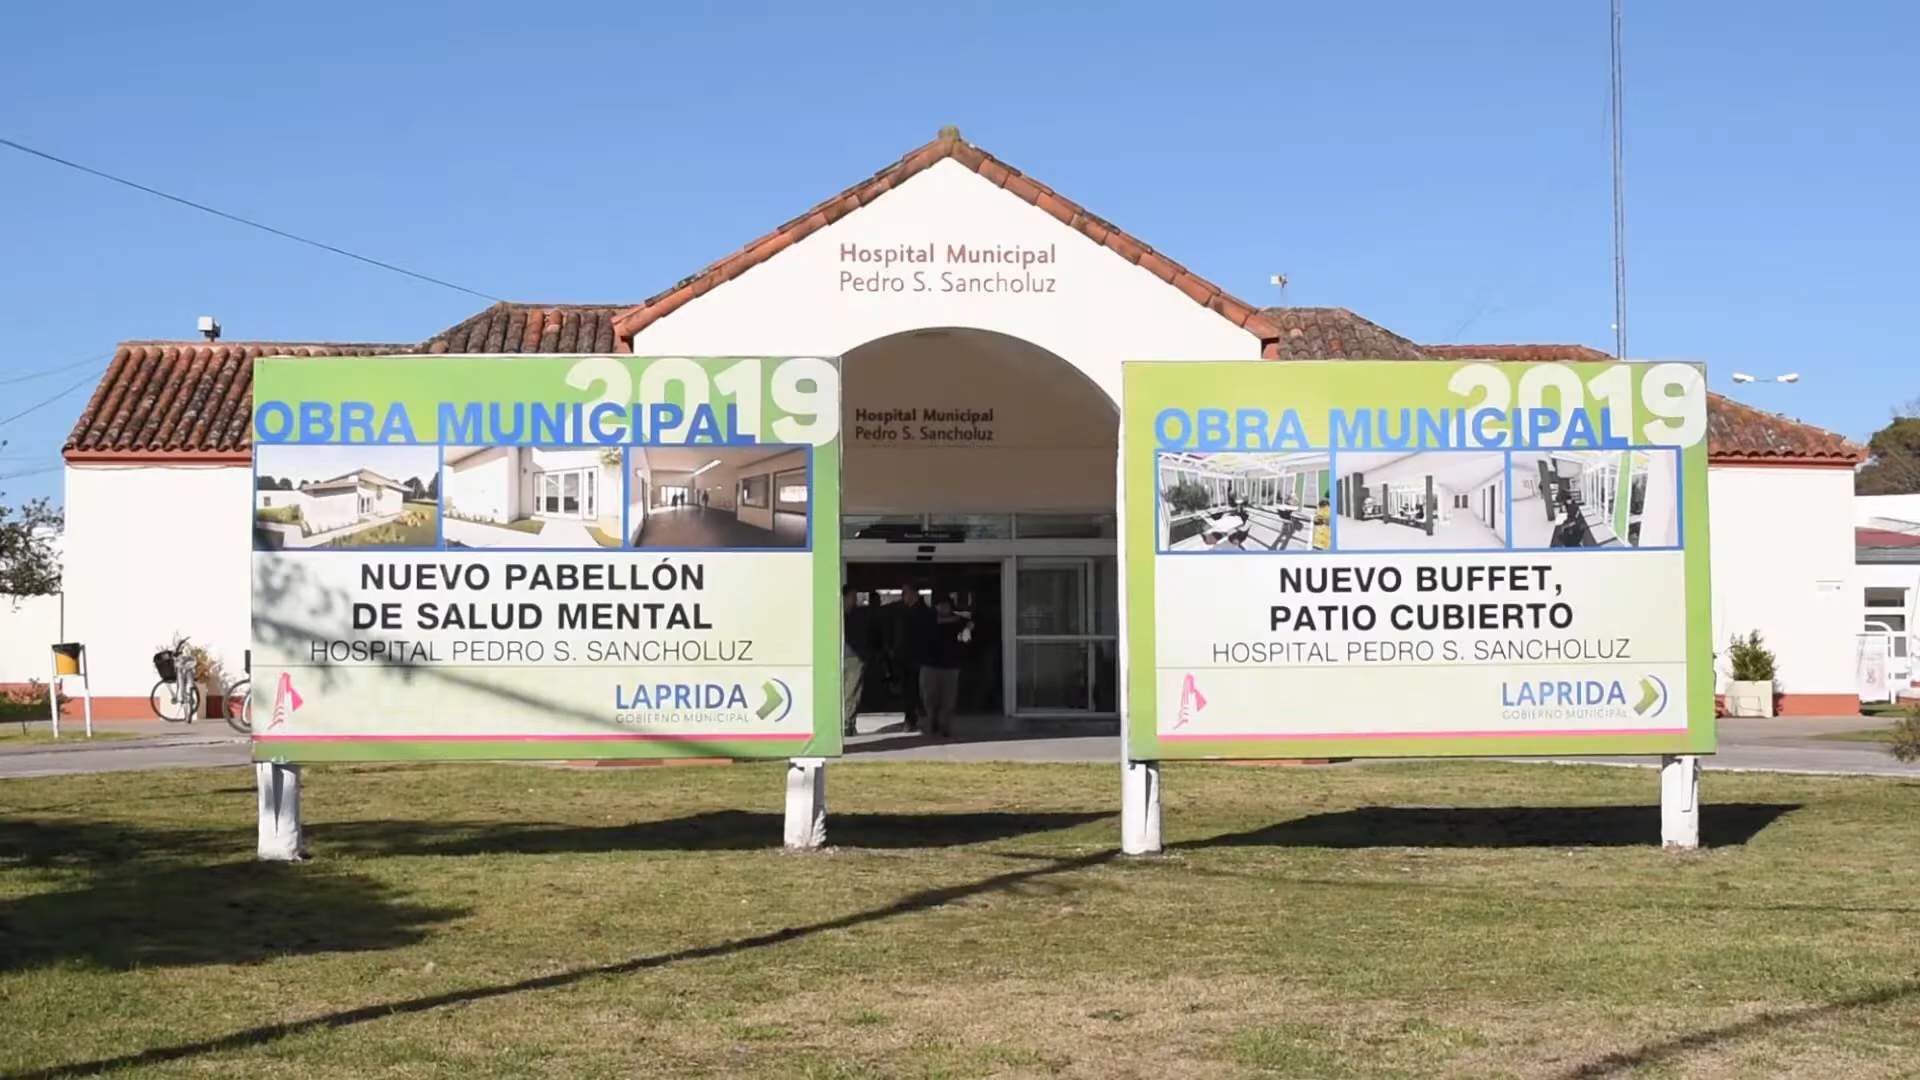 Hospital Municipal
Pedro S. Sancholuz
Hospital Municipal
Pedro S. Sancholuz
2019
OBRA MUNICIPAL
NUEVO PABELLÓN
DE SALUD MENTAL
HOSPITAL PEDRO S. SANCHOLUZ
LAPRIDA
GOBIERNO MUNICIPAL
2019
OBRA MUNICIPAL
NUEVO BUFFET,
PATIO CUBIERTO
HOSPITAL PEDRO S. SANCHOLUZ
LAPRIDA
GOBIERNO MUNICIPAL